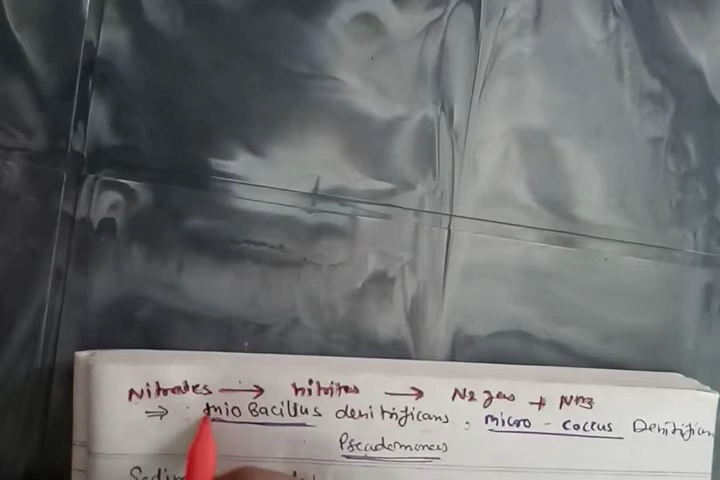 Nitrates → nitrites → N2 gas + NH3
⇒ thio Bacillus denitrificans, micro - coccus Denitrifican
Pseudomonas